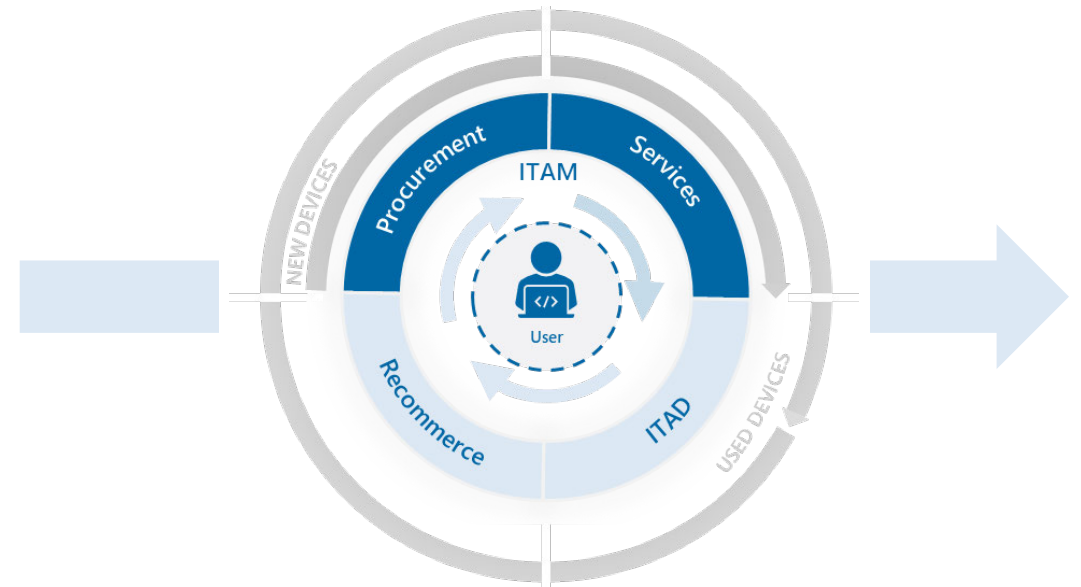 Procurement
Services
ITAM
NEW DEVICES
</>
User
Recommerce
ITAD
USED DEVICES